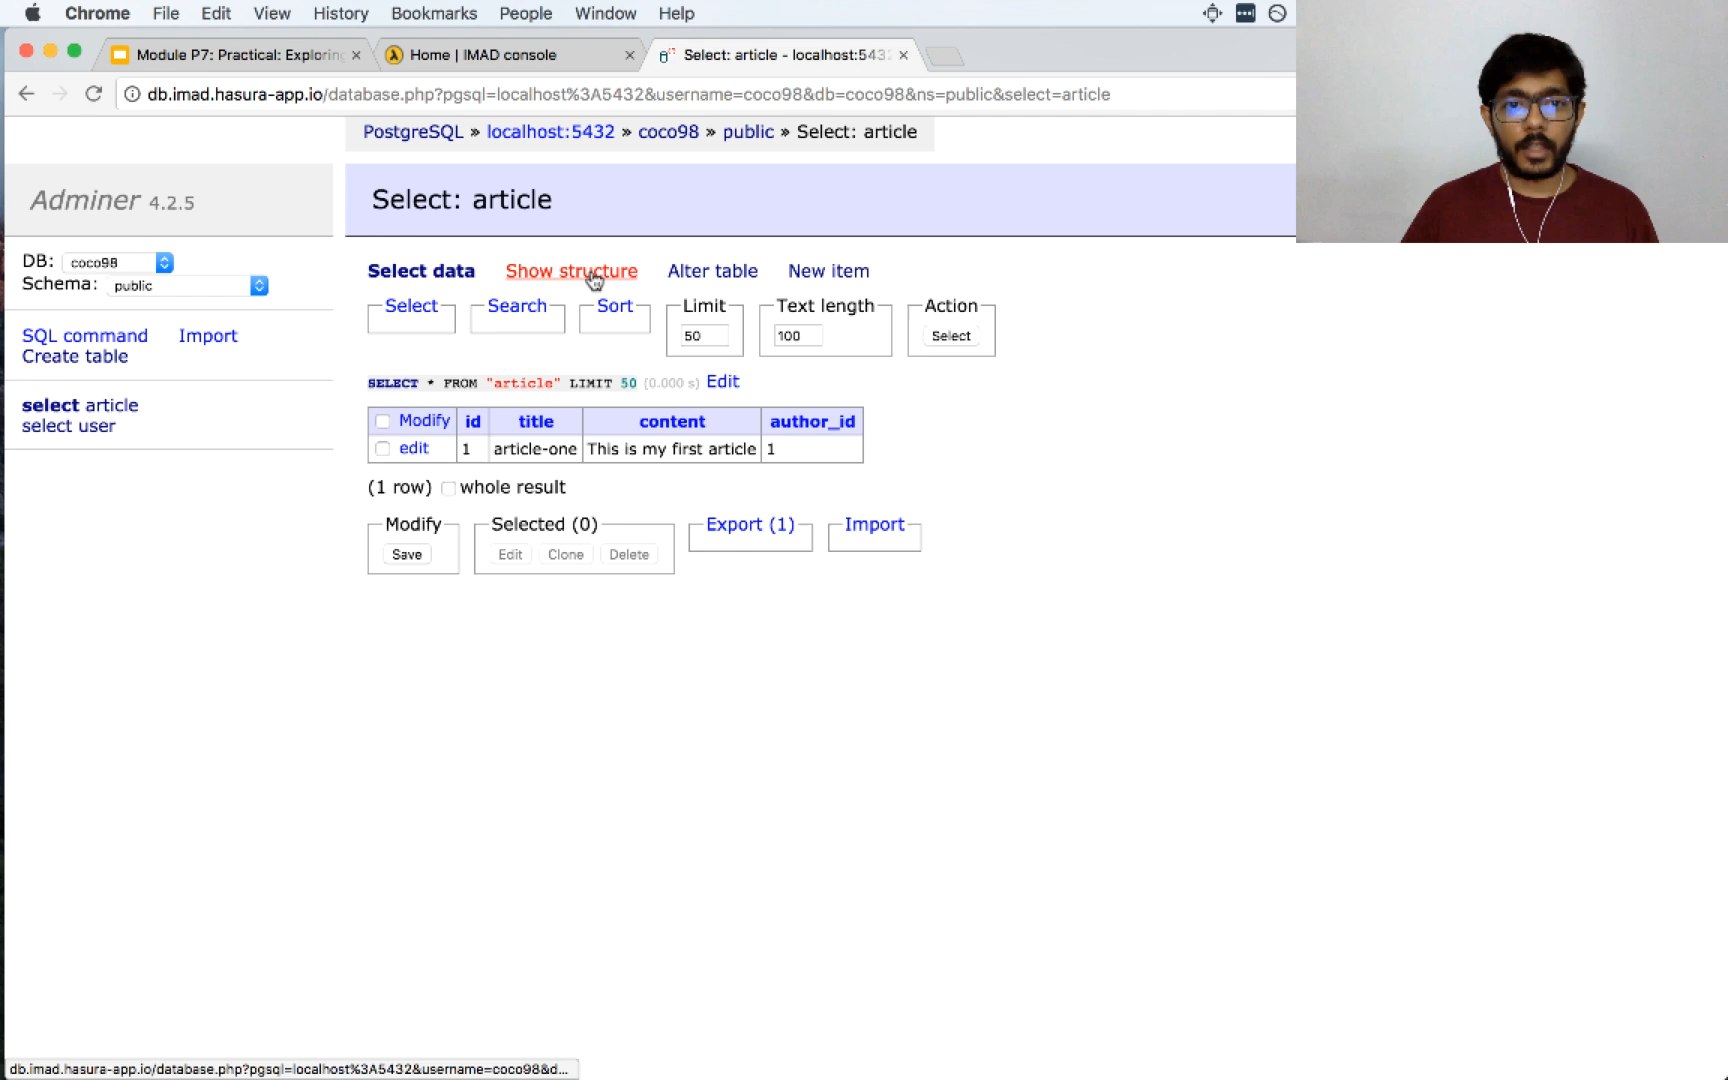 Chrome File Edit View History Bookmarks People Window Help
Module P7: Practical: Exploring Home | IMAD console Select: article - localhost:5432
db.imad.hasura-app.io/database.php?pgsql=localhost%3A5432&username=coco98&db=coco98&ns=public&select=article
PostgreSQL » localhost:5432 » coco98 » public » Select: article
Adminer 4.2.5
Select: article
DB: coco98
Schema: public
SQL command Import
Create table
select article
select user
Select data Show structure Alter table New item
Select Search Sort Limit Text length Action
50 100 Select
SELECT * FROM "article" LIMIT 50 (0.000 s) Edit
Modify id title content author_id
edit 1 article-one This is my first article 1
(1 row) whole result
Modify Selected (0) Export (1) Import
Save Edit Clone Delete
db.imad.hasura-app.io/database.php?pgsql=localhost%3A5432&username=coco98&d...